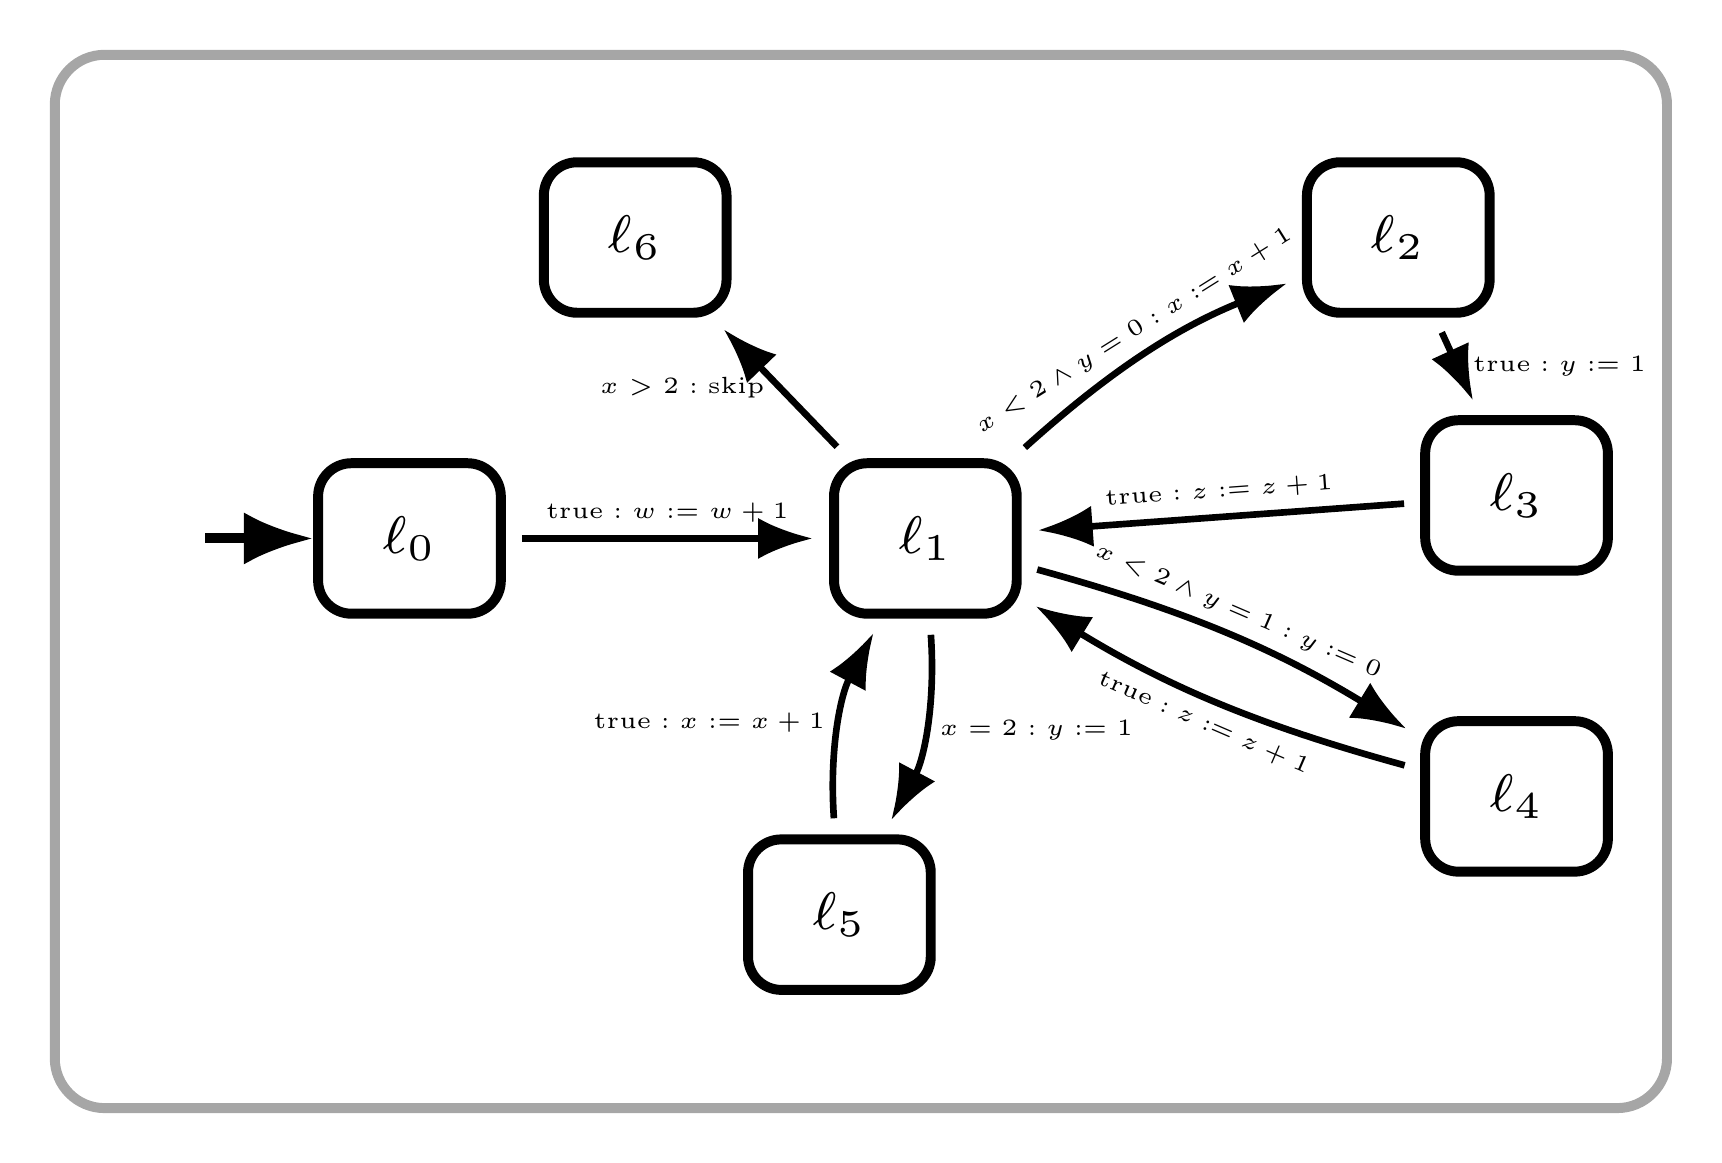 ℓ₆
ℓ₂
x < 2 ∧ y = 0 : x := x + 1
true : y := 1
x > 2 : skip
ℓ₀
true : w := w + 1
ℓ₁
true : z := z + 1
ℓ₃
x < 2 ∧ y = 1 : y := 0
true : x := x + 1
x = 2 : y := 1
true : z := z + 1
ℓ₄
ℓ₅